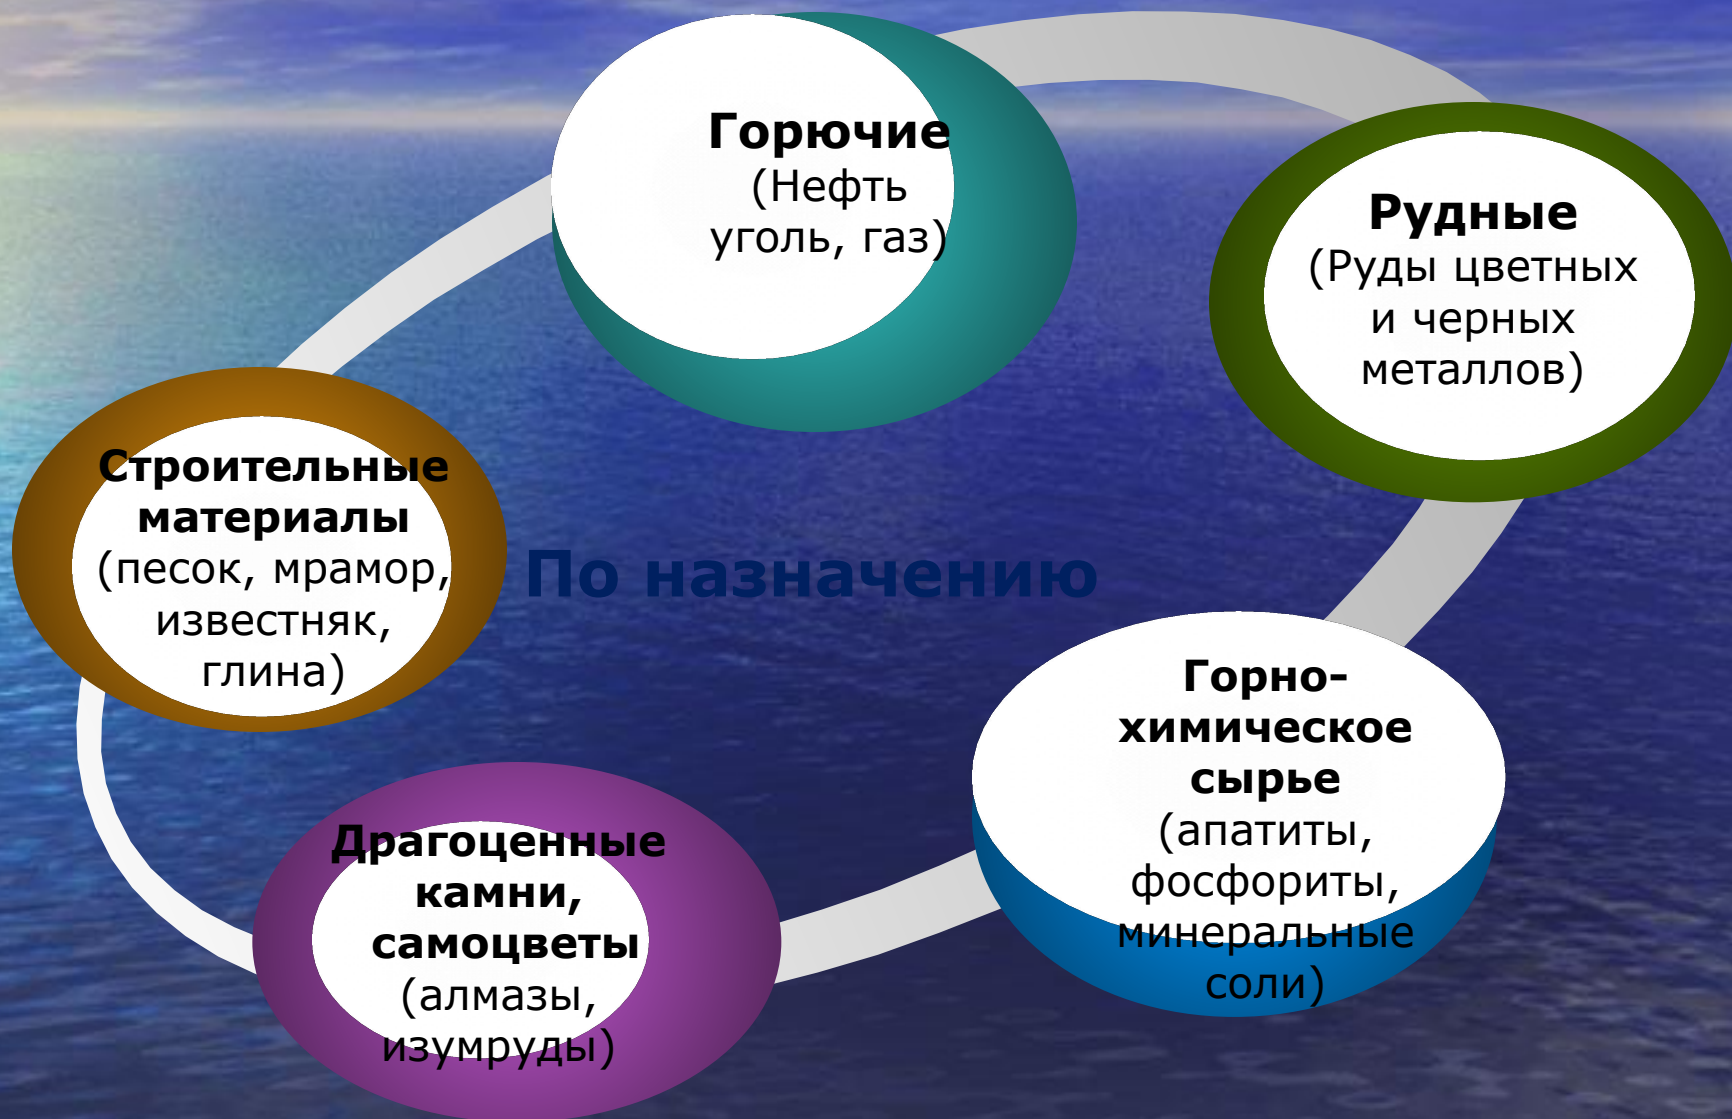 Горючие
(Нефть
уголь, газ)
Рудные
(Руды цветных
и черных
металлов)
Строительные
материалы
(песок, мрамор,
известняк,
глина)
По назначению
Горно-
химическое
сырье
(апатиты,
фосфориты,
минеральные
соли)
Драгоценные
камни,
самоцветы
(алмазы,
изумруды)